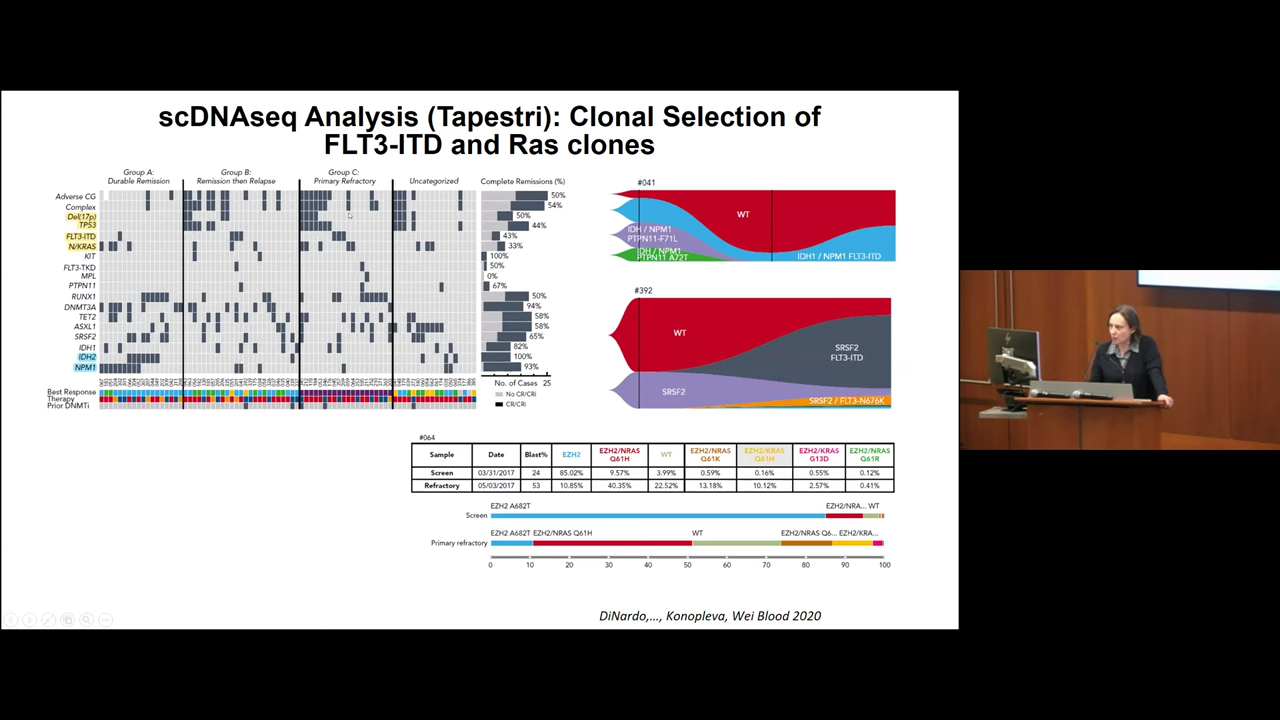 scDNAseq Analysis (Tapestri): Clonal Selection of
FLT3-ITD and Ras clones
Group A:
Durable Remission
Group B:
Remission then Relapse
Group C:
Primary Refractory
Uncategorized
Complete Remissions (%)
Adverse CG
50%
Complex
54%
Del(17p)
50%
TP53
44%
FLT3-ITD
43%
N/KRAS
33%
KIT
100%
FLT3-TKD
50%
MPL
0%
PTPN11
67%
RUNX1
50%
DNMT3A
94%
TET2
58%
ASXL1
58%
SRSF2
65%
IDH1
82%
IDH2
100%
NPM1
93%
Best Response
Therapy
Prior DNMTi
0
No. of Cases
25
No CR/CRi
CR/CRi
#041
WT
IDH / NPM1
PTPN11-F71L
IDH / NPM1
PTPN11 A72T
IDH1 / NPM1 FLT3-ITD
#392
WT
SRSF2
FLT3-ITD
SRSF2
SRSF2 / FLT3-N676K
#064
Sample Date Blast% EZH2 EZH2/NRAS Q61H WT EZH2/NRAS Q61K EZH2/KRAS Q61H EZH2/KRAS G13D EZH2/NRAS Q61R
Screen 03/31/2017 24 85.02% 9.57% 3.99% 0.59% 0.16% 0.55% 0.12%
Refractory 05/03/2017 53 10.85% 40.35% 22.52% 13.18% 10.12% 2.57% 0.41%
EZH2 A682T EZH2/NRA... WT
Screen
EZH2 A682T EZH2/NRAS Q61H WT EZH2/NRAS Q6... EZH2/KRA...
Primary refractory
0 10 20 30 40 50 60 70 80 90 100
DiNardo,..., Konopleva, Wei Blood 2020